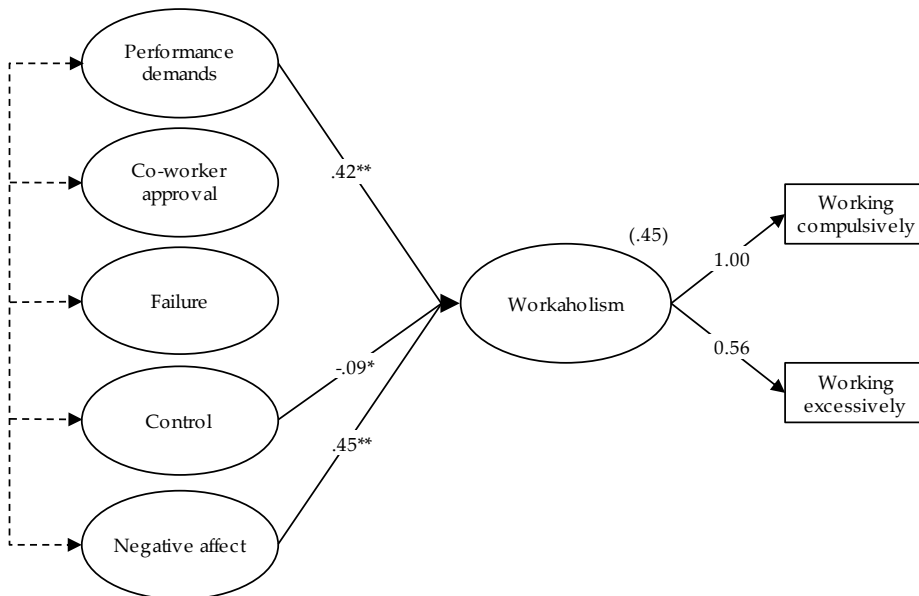 Performance
demands
Co-worker
approval
Failure
Control
Negative affect
.42**
-.09*
.45**
(.45)
Workaholism
1.00
0.56
Working
compulsively
Working
excessively